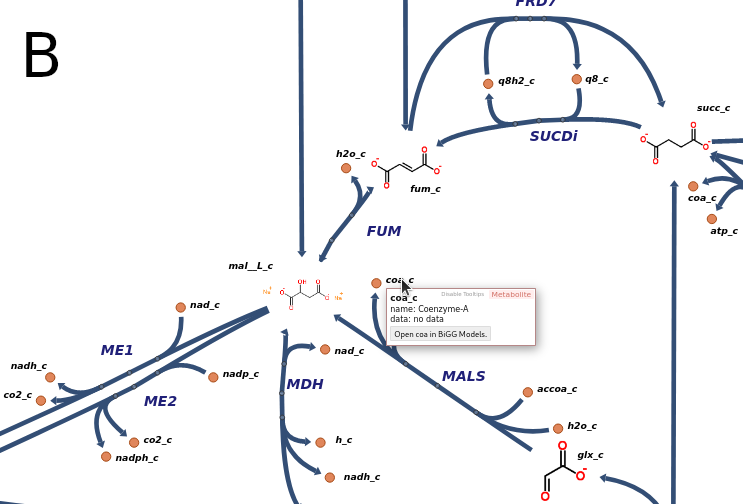 FRD7
B
q8h2_c
q8_c
succ_c
SUCDi
h2o_c
fum_c
coa_c
atp_c
FUM
mal__L_c
coa_c
coa_c
Disable Tooltips
Metabolite
name: Coenzyme-A
data: no data
Open coa in BiGG Models.
nad_c
ME1
nad_c
nadh_c
nadp_c
MDH
MALS
accoa_c
co2_c
ME2
co2_c
h_c
h2o_c
nadph_c
glx_c
nadh_c